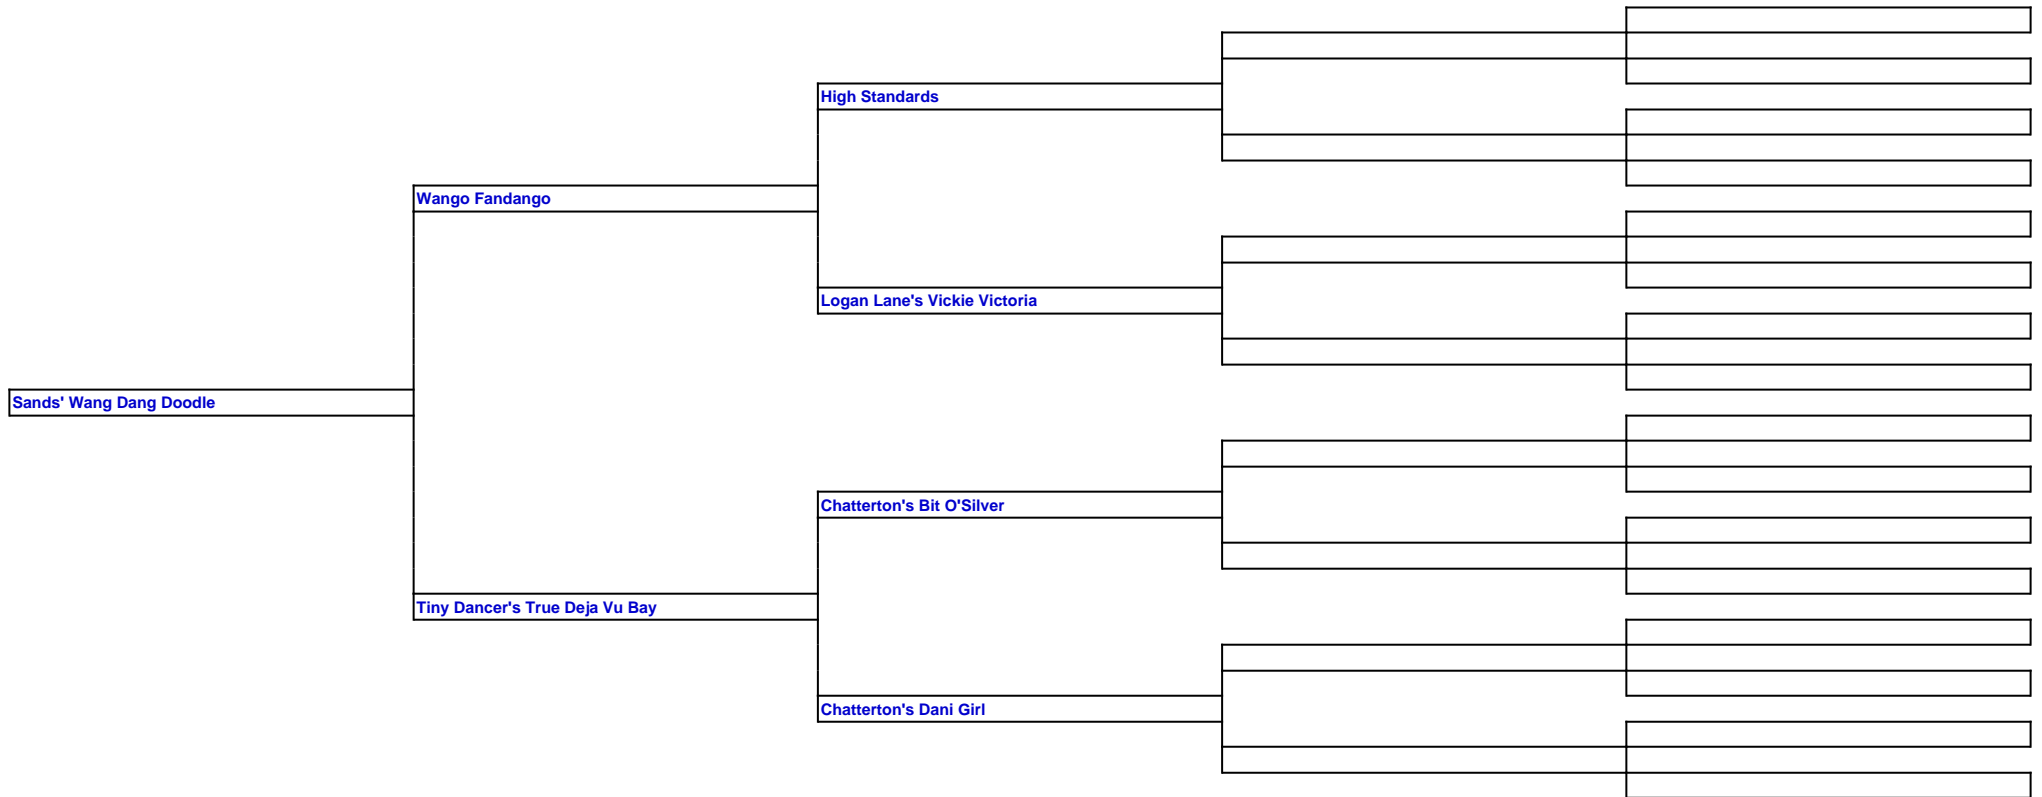 High Standards
Wango Fandango
Logan Lane's Vickie Victoria
Sands' Wang Dang Doodle
Chatterton's Bit O'Silver
Tiny Dancer's True Deja Vu Bay
Chatterton's Dani Girl